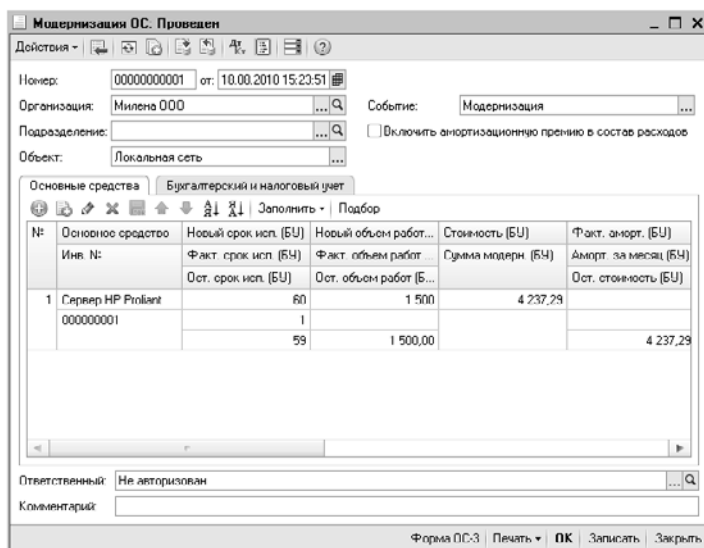 Модернизация ОС. Проведен
Действия
Номер: 00000000001 от: 10.00.2010 15:23:51
Организация: Милена ООО ... Событие: Модернизация ...
Подразделение: ... Включить амортизационную премию в состав расходов
Объект: Локальная сеть ...
Основные средства Бухгалтерский и налоговый учет
Заполнить Подбор
№ Основное средство Новый срок исп. (БУ) Новый объем работ... Стоимость (БУ) Факт. аморт. (БУ)
Инв. № Факт. срок исп. (БУ) Факт. объем работ ... Сумма модерн. (БУ) Аморт. за месяц (БУ)
Ост. срок исп. (БУ) Ост. объем работ (Б... Ост. стоимость (БУ)
1 Сервер HP Proliant 60 1 500 4 237,29
000000001 1
59 1 500,00 4 237,29
Ответственный: Не авторизован ...
Комментарий:
Форма ОС-3 Печать OK Записать Закрыть